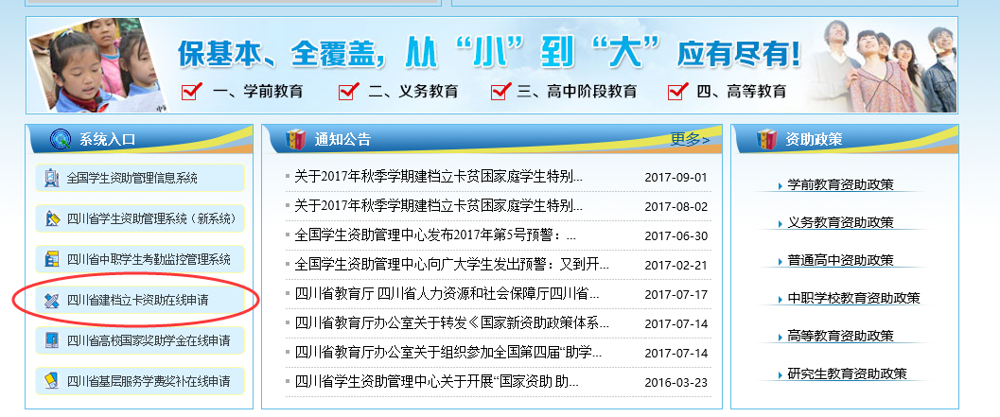 保基本、全覆盖，从“小”到“大”应有尽有！
一、学前教育 二、义务教育 三、高中阶段教育 四、高等教育
系统入口
全国学生资助管理信息系统
四川省学生资助管理系统（新系统）
四川省中职学生考勤监控管理系统
四川省建档立卡资助在线申请
四川省高校国家奖助学金在线申请
四川省基层服务学费奖补在线申请
通知公告 更多>
关于2017年秋季学期建档立卡贫困家庭学生特别... 2017-09-01
关于2017年秋季学期建档立卡贫困家庭学生特别... 2017-08-02
全国学生资助管理中心发布2017年第5号预警：... 2017-06-30
全国学生资助管理中心向广大学生发出预警：又到开... 2017-02-21
四川省教育厅 四川省人力资源和社会保障厅四川省... 2017-07-17
四川省教育厅办公室关于转发《国家新资助政策体系... 2017-07-14
四川省教育厅办公室关于组织参加全国第四届“助学... 2017-07-14
四川省学生资助管理中心关于开展“国家资助 助... 2016-03-23
资助政策
学前教育资助政策
义务教育资助政策
普通高中资助政策
中职学校教育资助政策
高等教育资助政策
研究生教育资助政策